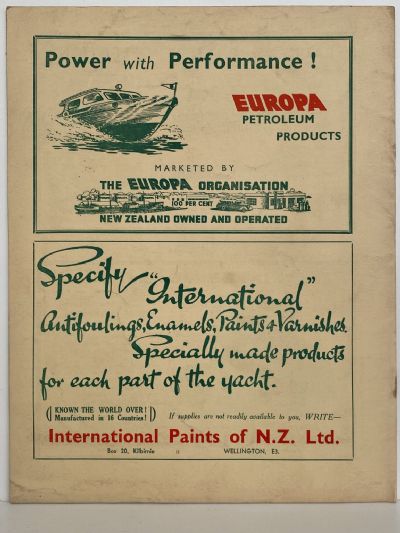 Power with Performance!
EUROPA
PETROLEUM
PRODUCTS
MARKETED BY
THE EUROPA ORGANISATION
100 PER CENT
NEW ZEALAND OWNED AND OPERATED
Specify "International"
Antifoulings, Enamels, Paints & Varnishes.
Specially made products
for each part of the yacht.
KNOWN THE WORLD OVER!
Manufactured in 16 Countries!
If supplies are not readily available to you, WRITE—
International Paints of N.Z. Ltd.
Box 20, Kilbirnie :: WELLINGTON, E3.